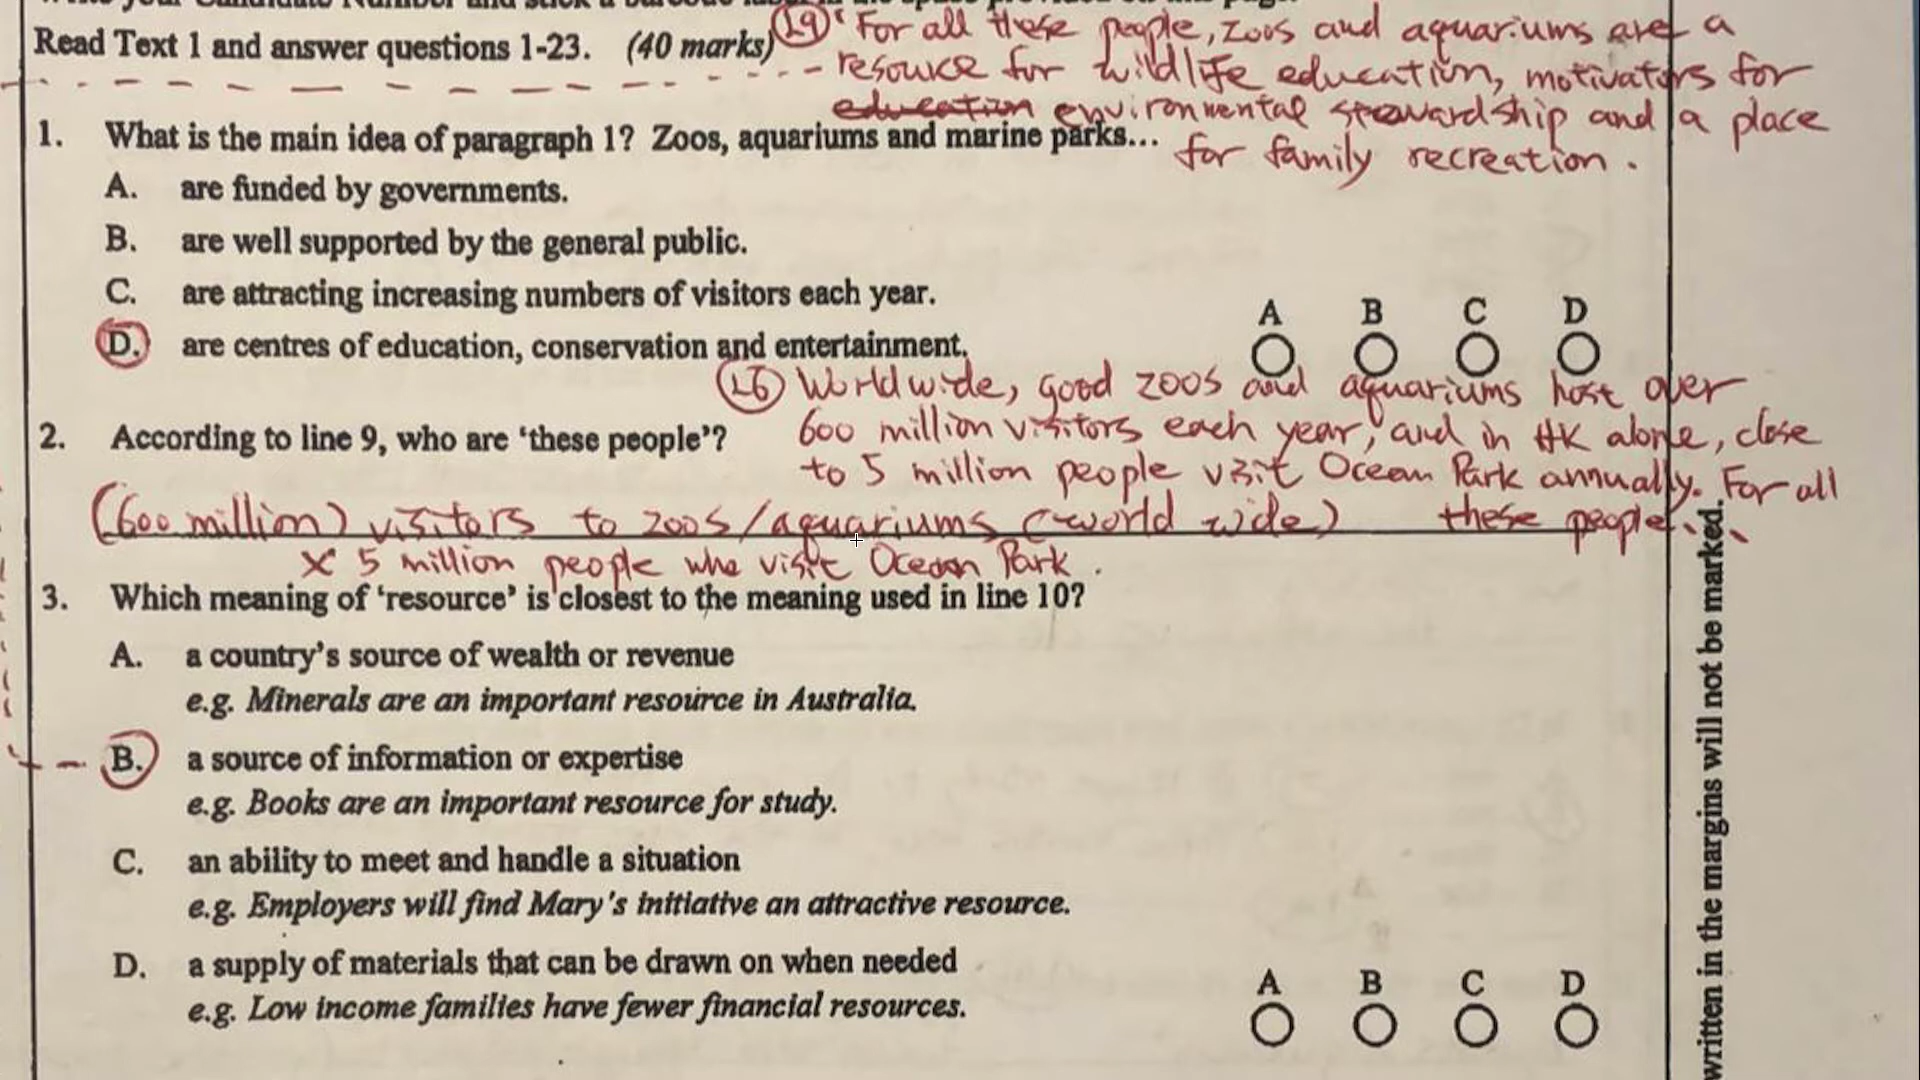 Read Text 1 and answer questions 1-23. (40 marks)
L9 'For all these people, zoos and aquariums are a
resource for wildlife education, motivators for
education environmental stewardship and a place
for family recreation.
1. What is the main idea of paragraph 1? Zoos, aquariums and marine parks...
A. are funded by governments.
B. are well supported by the general public.
C. are attracting increasing numbers of visitors each year.
D. are centres of education, conservation and entertainment.
A B C D
L6 Worldwide, good zoos and aquariums host over
600 million visitors each year, and in HK alone, close
to 5 million people visit Ocean Park annually. For all
these people..
2. According to line 9, who are 'these people'?
(600 million) visitors to zoos/aquariums (world wide)
x 5 million people who visit Ocean Park.
3. Which meaning of 'resource' is closest to the meaning used in line 10?
A. a country's source of wealth or revenue
e.g. Minerals are an important resource in Australia.
B. a source of information or expertise
e.g. Books are an important resource for study.
C. an ability to meet and handle a situation
e.g. Employers will find Mary's initiative an attractive resource.
D. a supply of materials that can be drawn on when needed
e.g. Low income families have fewer financial resources.
A B C D
written in the margins will not be marked.